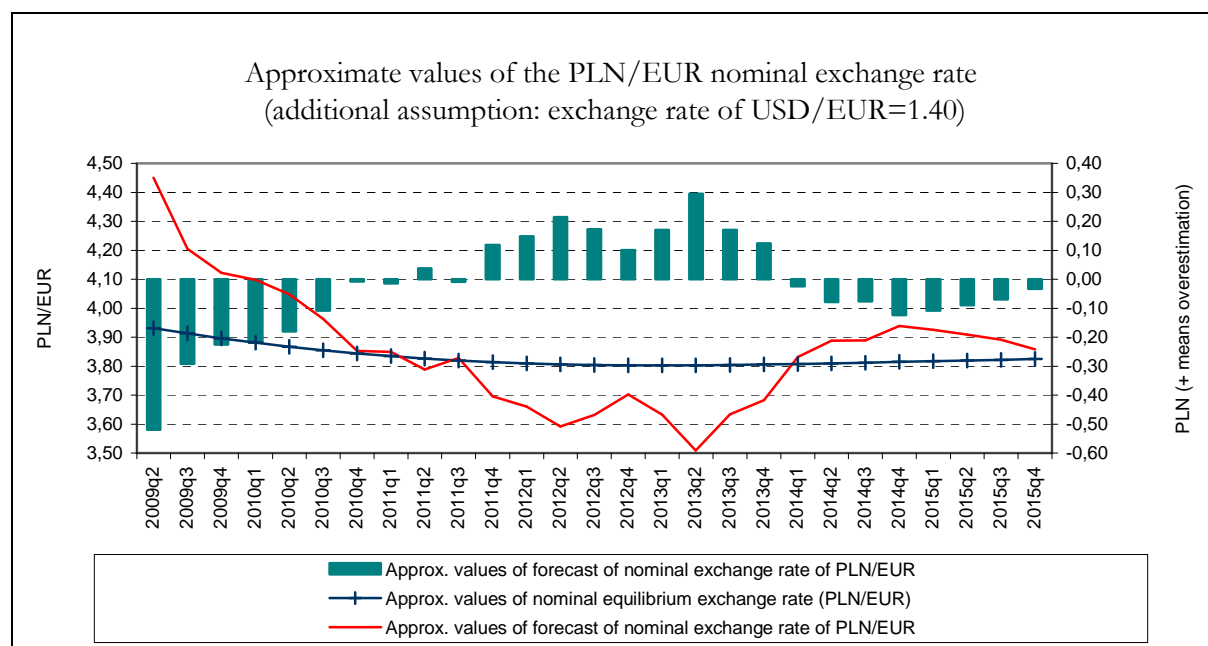 Approximate values of the PLN/EUR nominal exchange rate
(additional assumption: exchange rate of USD/EUR=1.40)
PLN/EUR
4,50
4,40
4,30
4,20
4,10
4,00
3,90
3,80
3,70
3,60
3,50
0,40
0,30
0,20
0,10
0,00
-0,10
-0,20
-0,30
-0,40
-0,50
-0,60
PLN (+ means overestimation)
2009q2
2009q3
2009q4
2010q1
2010q2
2010q3
2010q4
2011q1
2011q2
2011q3
2011q4
2012q1
2012q2
2012q3
2012q4
2013q1
2013q2
2013q3
2013q4
2014q1
2014q2
2014q3
2014q4
2015q1
2015q2
2015q3
2015q4
Approx. values of forecast of nominal exchange rate of PLN/EUR
Approx. values of nominal equilibrium exchange rate (PLN/EUR)
Approx. values of forecast of nominal exchange rate of PLN/EUR